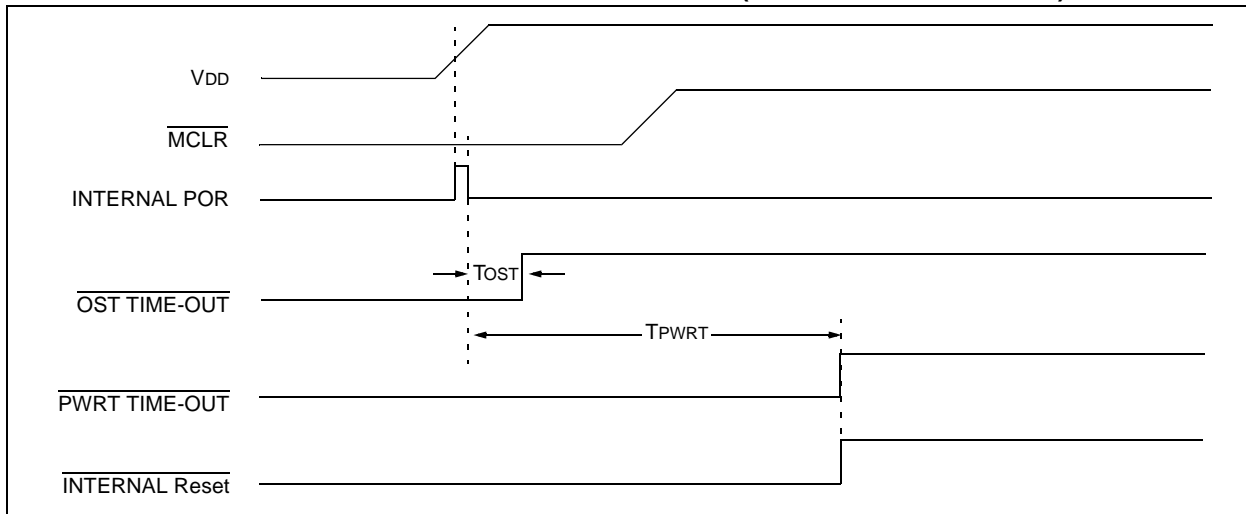 VDD
MCLR
INTERNAL POR
TOST
OST TIME-OUT
TPWRT
PWRT TIME-OUT
INTERNAL Reset